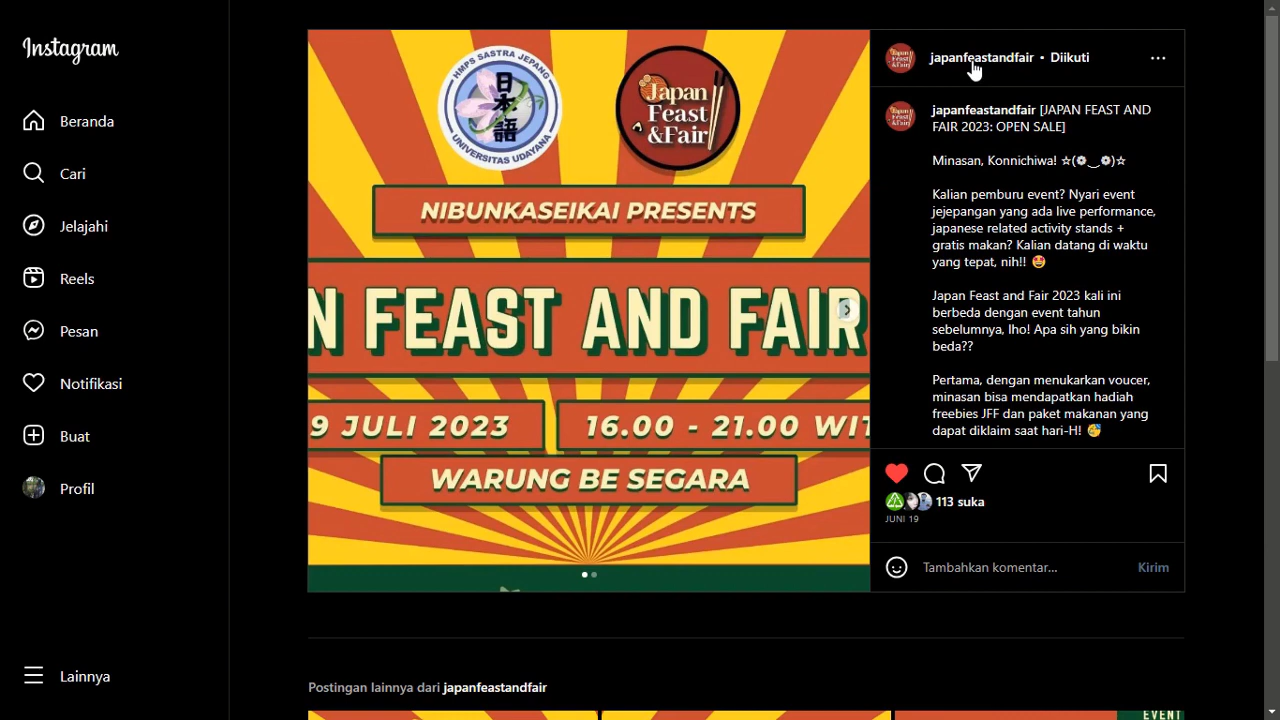 Instagram
Beranda
Cari
Jelajahi
Reels
Pesan
Notifikasi
Buat
Profil
Lainnya
HMPS SASTRA JEPANG
日本語
UNIVERSITAS UDAYANA
Japan
Feast
&Fair
NIBUNKASEIKAI PRESENTS
N FEAST AND FAIR
9 JULI 2023
16.00 - 21.00 WIT
WARUNG BE SEGARA
japanfeastandfair • Diikuti
japanfeastandfair [JAPAN FEAST AND
FAIR 2023: OPEN SALE]
Minasan, Konnichiwa! ☆(❁‿❁)☆
Kalian pemburu event? Nyari event
jejepangan yang ada live performance,
japanese related activity stands +
gratis makan? Kalian datang di waktu
yang tepat, nih!! 🤩
Japan Feast and Fair 2023 kali ini
berbeda dengan event tahun
sebelumnya, lho! Apa sih yang bikin
beda??
Pertama, dengan menukarkan voucer,
minasan bisa mendapatkan hadiah
freebies JFF dan paket makanan yang
dapat diklaim saat hari-H! 🥳
113 suka
JUNI 19
Tambahkan komentar...
Kirim
Postingan lainnya dari japanfeastandfair
EVENT